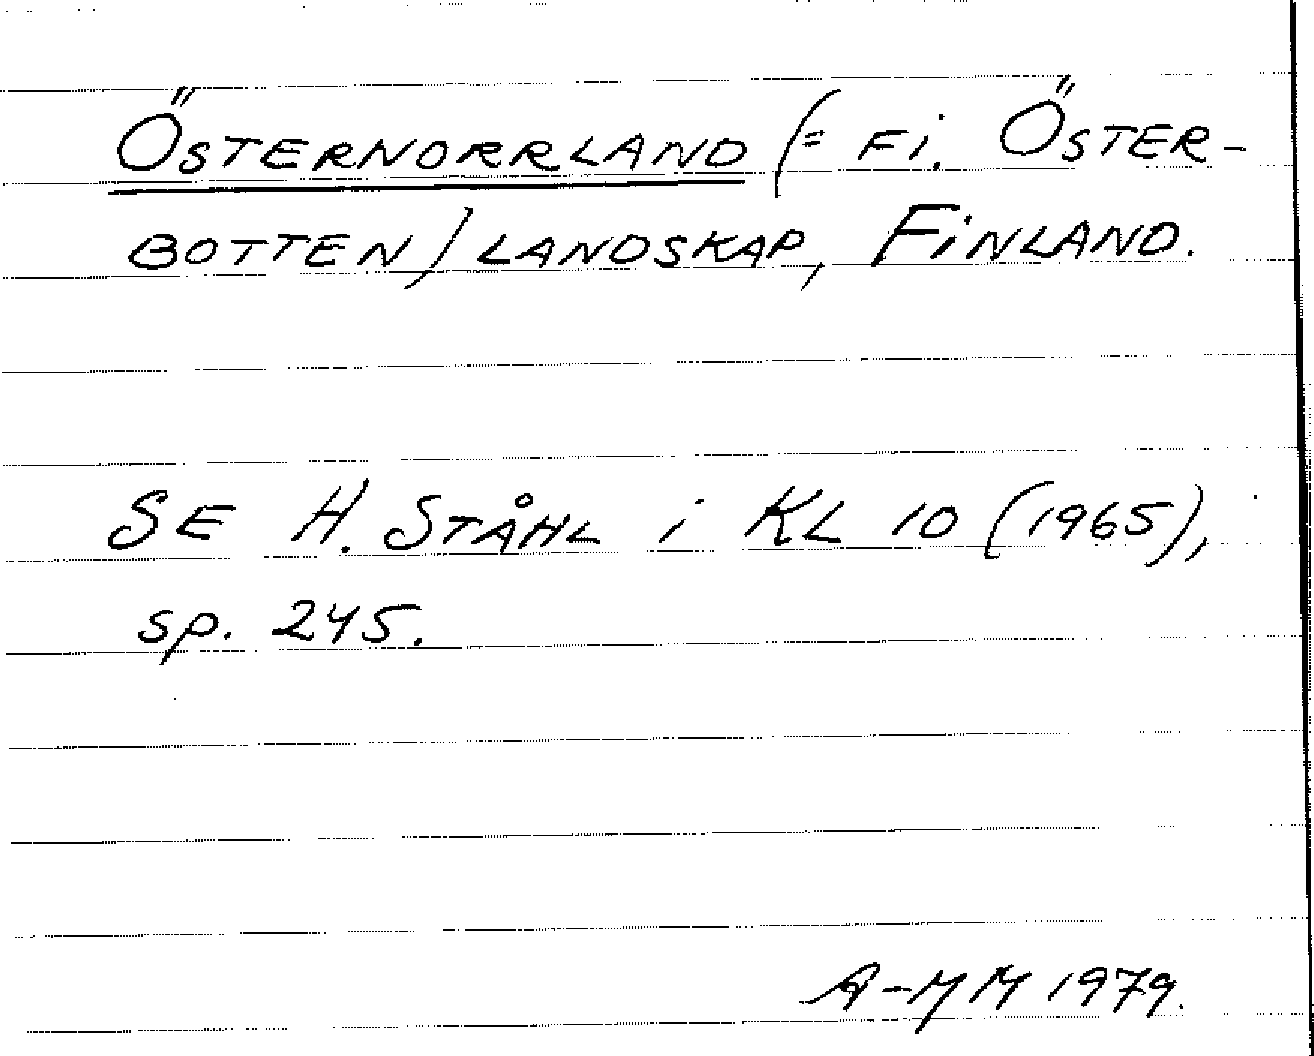 ÖSTERNORRLAND (= Fi. ÖSTER-
BOTTEN) LANDSKAP, FINLAND.
SE H. STÅHL i KL 10 (1965),
sp. 245.
A-MM 1979.